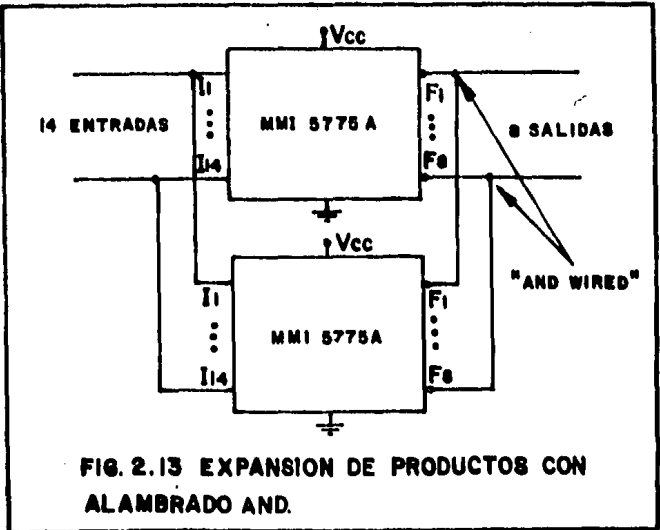 Vcc
I1
F1
14 ENTRADAS
MMI 5775A
8 SALIDAS
I14
F8
Vcc
"AND WIRED"
I1
F1
MMI 5775A
I14
F8
FIG. 2.13 EXPANSION DE PRODUCTOS CON
ALAMBRADO AND.